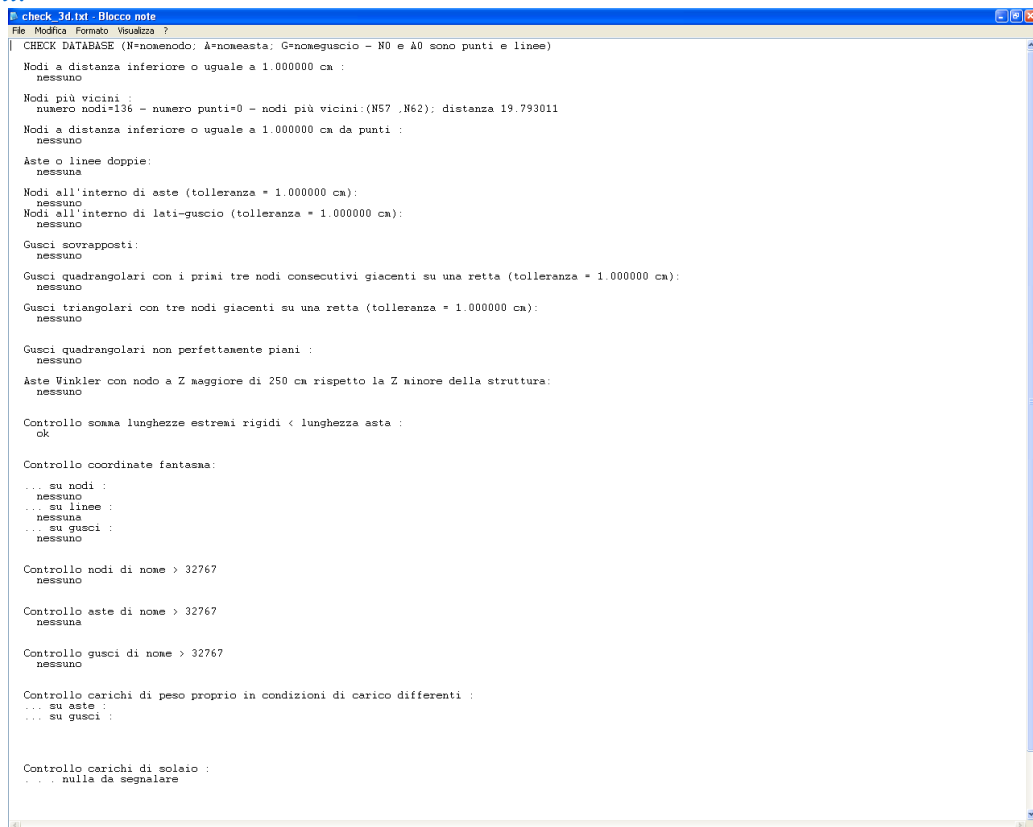 check_3d.txt - Blocco note
File Modifica Formato Visualizza ?
CHECK DATABASE (N=nomenodo; A=nomeasta; G=nomeguscio - N0 e A0 sono punti e linee)
Nodi a distanza inferiore o uguale a 1.000000 cm :
nessuno
Nodi più vicini :
numero nodi=136 - numero punti=0 - nodi più vicini:(N57 ,N62); distanza 19.793011
Nodi a distanza inferiore o uguale a 1.000000 cm da punti :
nessuno
Aste o linee doppie:
nessuna
Nodi all'interno di aste (tolleranza = 1.000000 cm):
nessuno
Nodi all'interno di lati-guscio (tolleranza = 1.000000 cm):
nessuno
Gusci sovrapposti:
nessuno
Gusci quadrangolari con i primi tre nodi consecutivi giacenti su una retta (tolleranza = 1.000000 cm):
nessuno
Gusci triangolari con tre nodi giacenti su una retta (tolleranza = 1.000000 cm):
nessuno
Gusci quadrangolari non perfettamente piani :
nessuno
Aste Winkler con nodo a Z maggiore di 250 cm rispetto la Z minore della struttura:
nessuno
Controllo somma lunghezze estremi rigidi < lunghezza asta :
ok
Controllo coordinate fantasma:
... su nodi :
nessuno
... su linee :
nessuna
... su gusci :
nessuno
Controllo nodi di nome > 32767
nessuno
Controllo aste di nome > 32767
nessuna
Controllo gusci di nome > 32767
nessuno
Controllo carichi di peso proprio in condizioni di carico differenti :
... su aste :
... su gusci :
Controllo carichi di solaio :
. . . nulla da segnalare